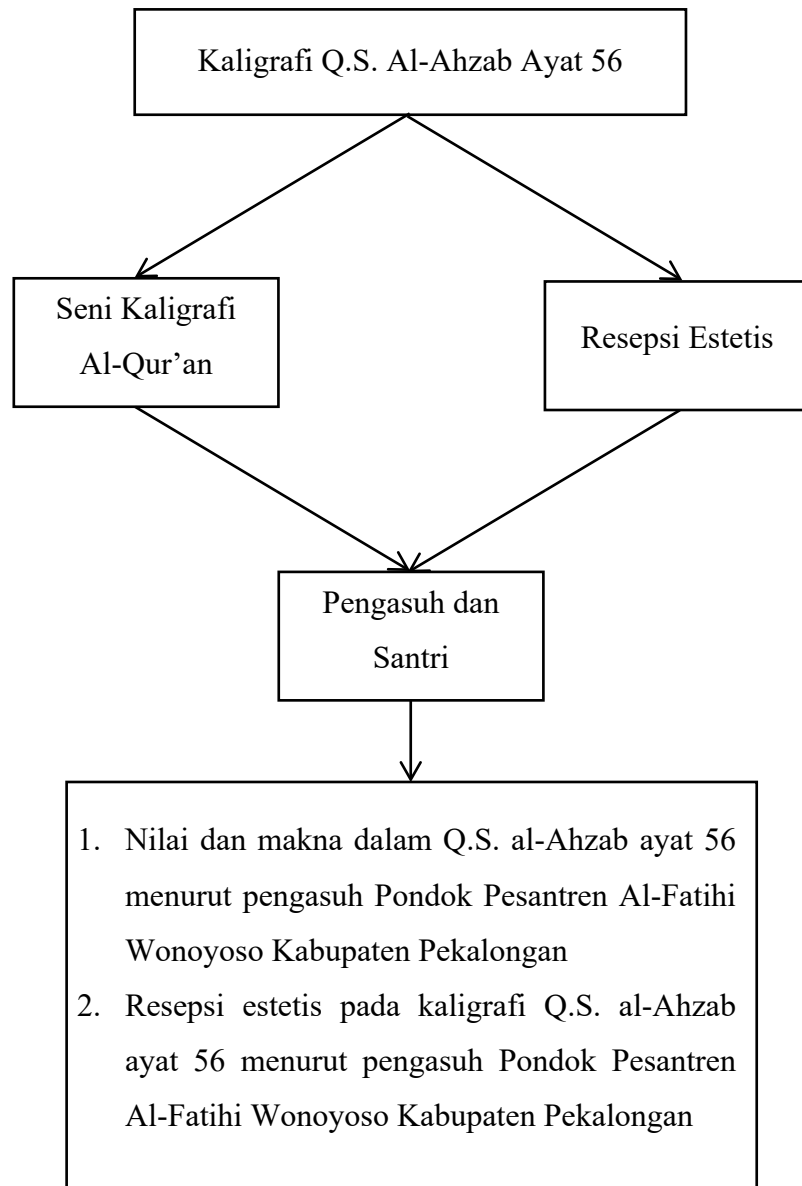 Kaligrafi Q.S. Al-Ahzab Ayat 56
Seni Kaligrafi
Al-Qur’an
Resepsi Estetis
Pengasuh dan
Santri
1. Nilai dan makna dalam Q.S. al-Ahzab ayat 56
menurut pengasuh Pondok Pesantren Al-Fatihi
Wonoyoso Kabupaten Pekalongan
2. Resepsi estetis pada kaligrafi Q.S. al-Ahzab
ayat 56 menurut pengasuh Pondok Pesantren
Al-Fatihi Wonoyoso Kabupaten Pekalongan